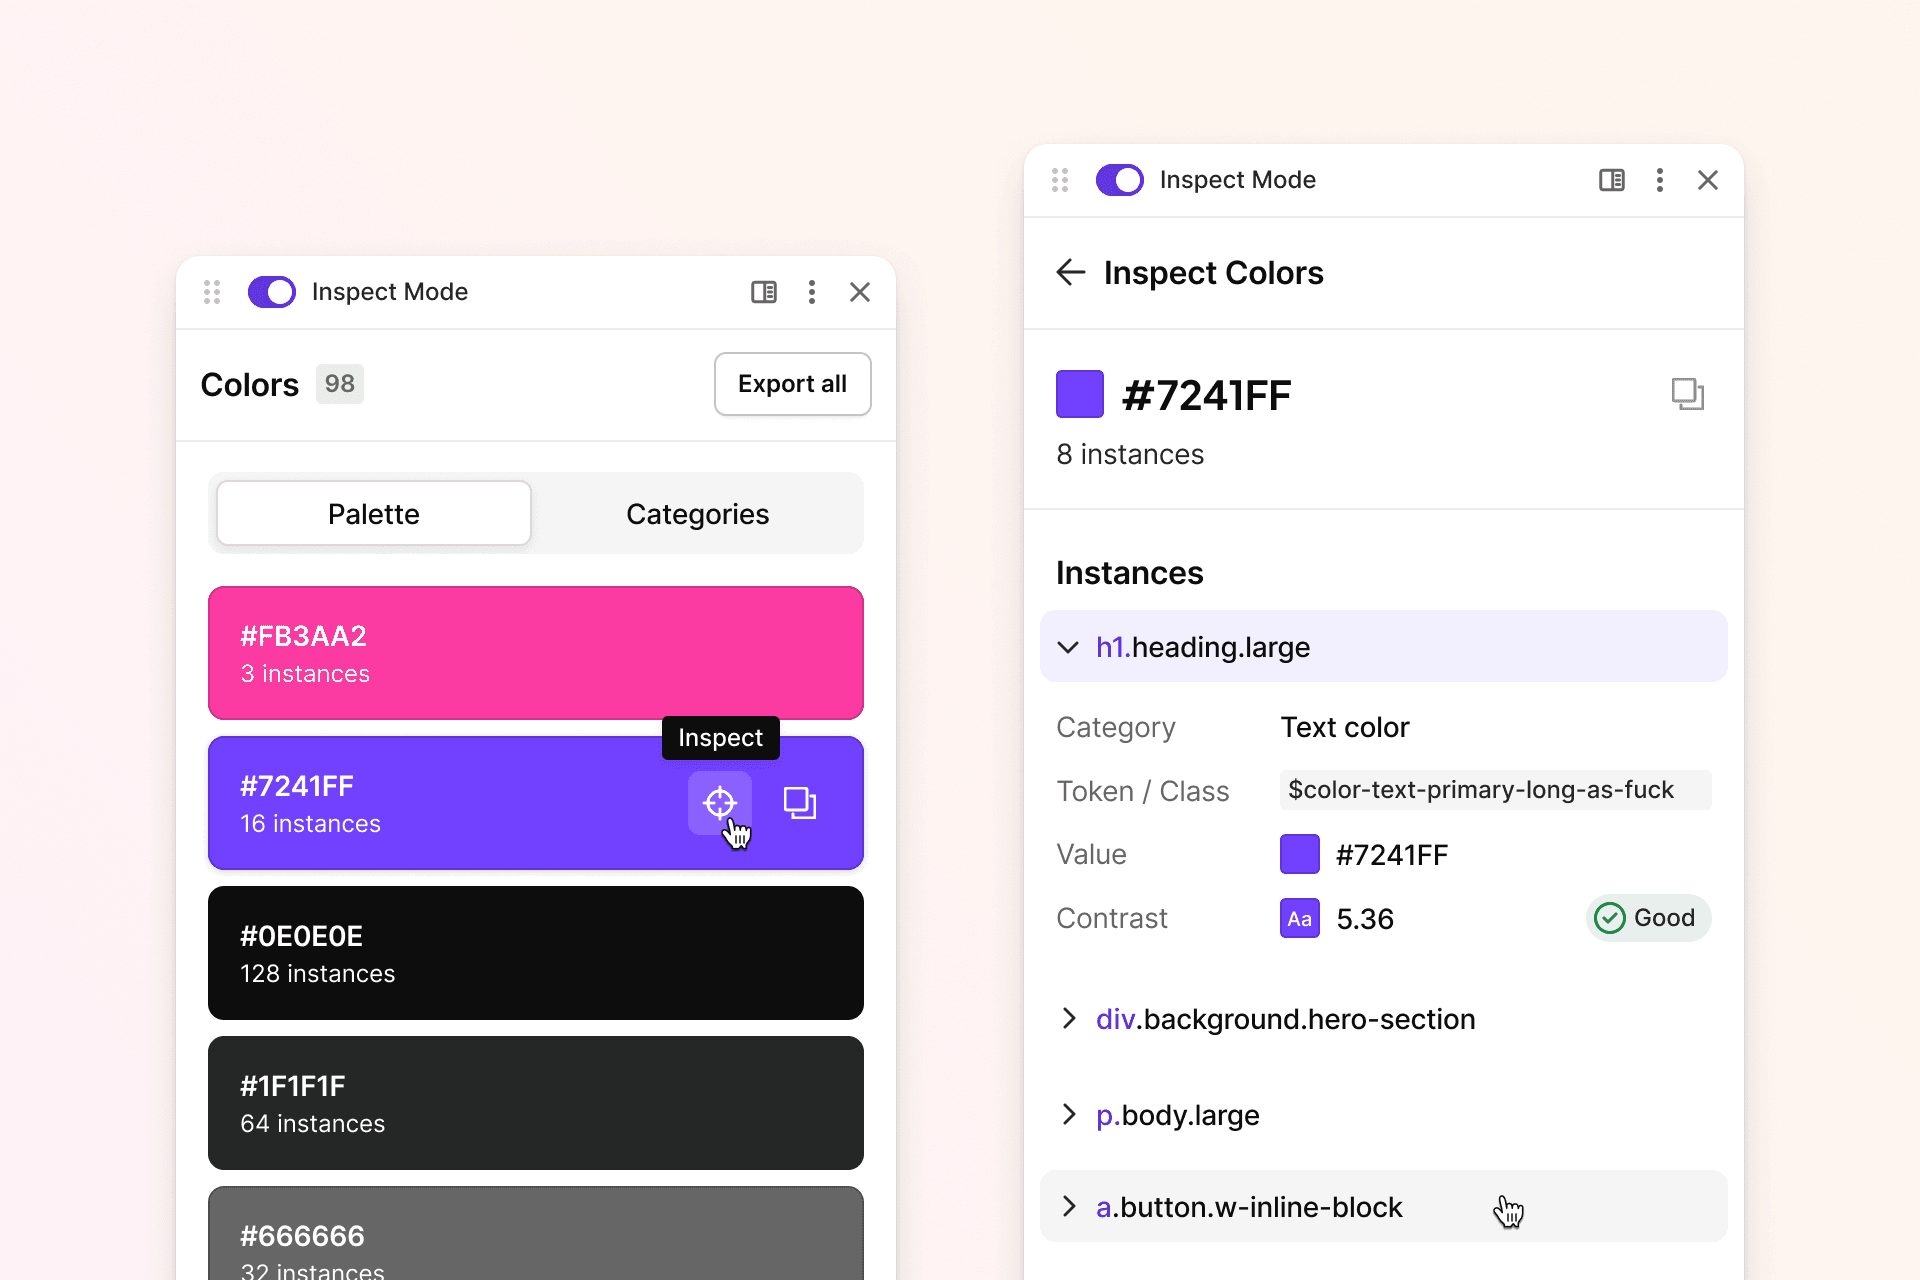 Inspect Mode
Colors 98
Export all
Palette
Categories
#FB3AA2
3 instances
Inspect
#7241FF
16 instances
#0E0E0E
128 instances
#1F1F1F
64 instances
#666666
32 instances
Inspect Mode
Inspect Colors
#7241FF
8 instances
Instances
h1.heading.large
Category Text color
Token / Class $color-text-primary-long-as-fuck
Value #7241FF
Contrast Aa 5.36 Good
div.background.hero-section
p.body.large
a.button.w-inline-block